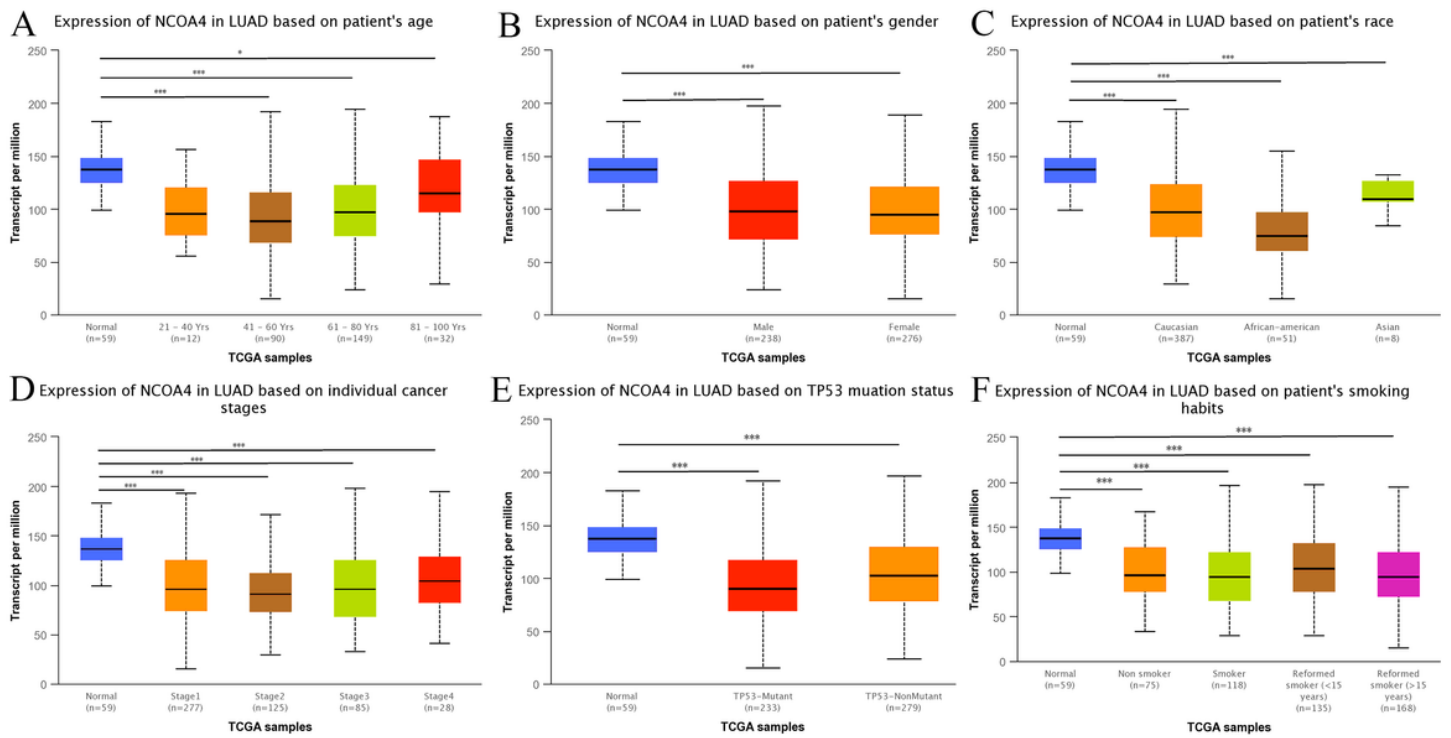 A Expression of NCOA4 in LUAD based on patient's age
250
200
150
100
50
0
Transcript per million
*
***
***
Normal (n=59)
21 – 40 Yrs (n=12)
41 – 60 Yrs (n=90)
61 – 80 Yrs (n=149)
81 – 100 Yrs (n=32)
TCGA samples
B Expression of NCOA4 in LUAD based on patient's gender
250
200
150
100
50
0
Transcript per million
***
***
Normal (n=59)
Male (n=238)
Female (n=276)
TCGA samples
C Expression of NCOA4 in LUAD based on patient's race
250
200
150
100
50
0
Transcript per million
***
***
***
Normal (n=59)
Caucasian (n=387)
African-american (n=51)
Asian (n=8)
TCGA samples
D Expression of NCOA4 in LUAD based on individual cancer
stages
250
200
150
100
50
0
Transcript per million
***
***
***
***
Normal (n=59)
Stage1 (n=277)
Stage2 (n=125)
Stage3 (n=85)
Stage4 (n=28)
TCGA samples
E Expression of NCOA4 in LUAD based on TP53 muation status
250
200
150
100
50
0
Transcript per million
***
***
Normal (n=59)
TP53-Mutant (n=233)
TP53-NonMutant (n=279)
TCGA samples
F Expression of NCOA4 in LUAD based on patient's smoking
habits
250
200
150
100
50
0
Transcript per million
***
***
***
***
Normal (n=59)
Non smoker (n=75)
Smoker (n=118)
Reformed smoker (<15 years) (n=135)
Reformed smoker (>15 years) (n=168)
TCGA samples